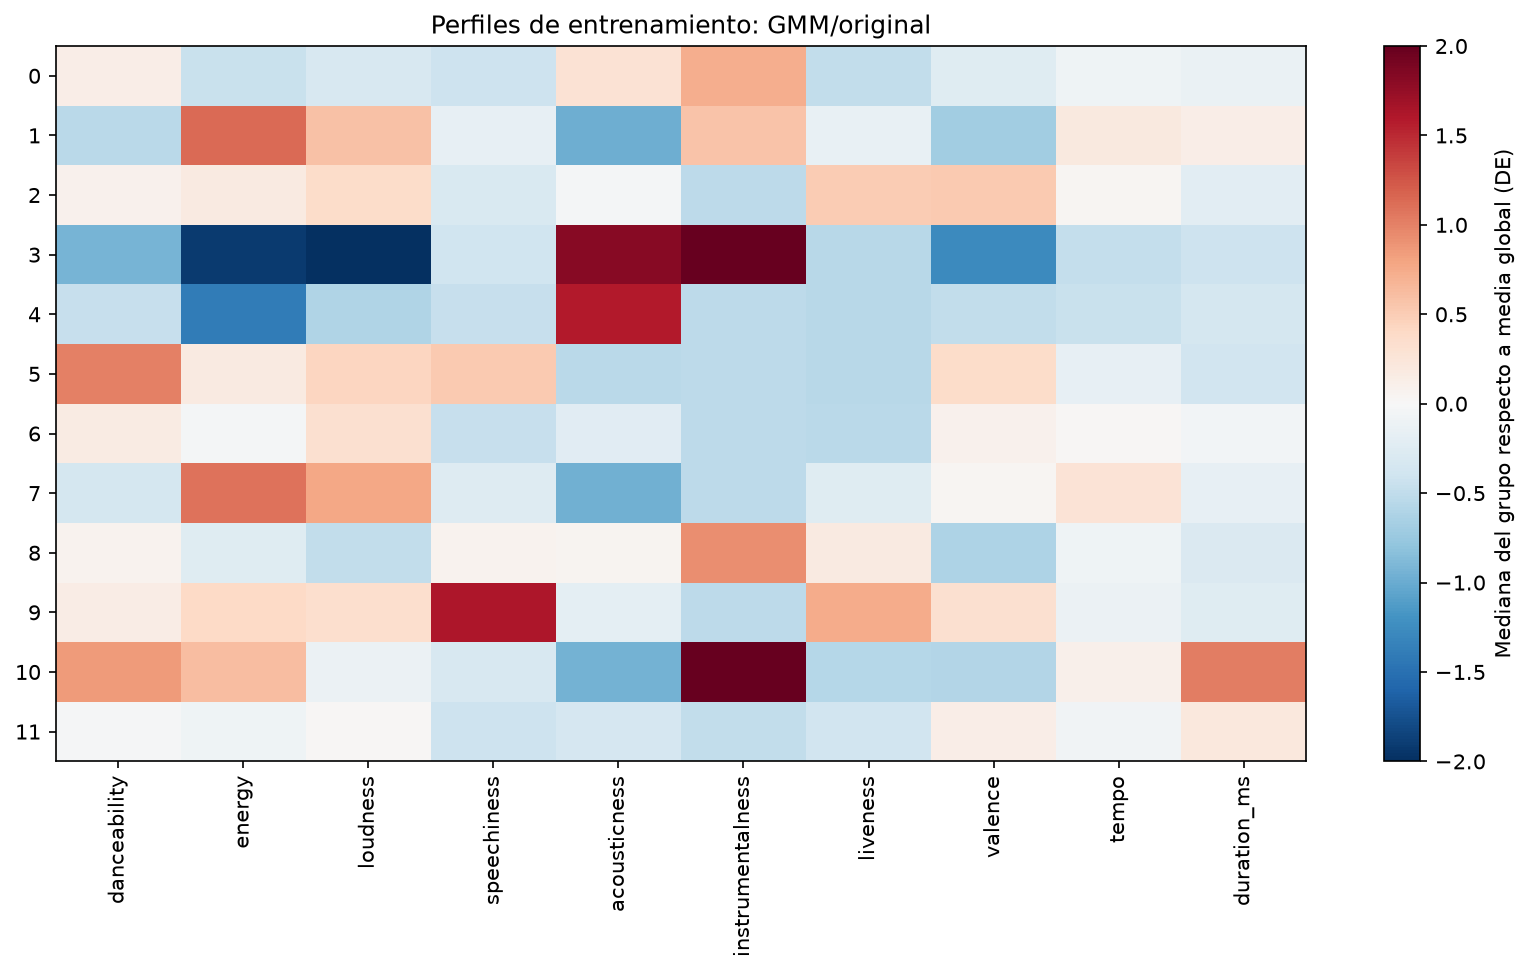 Perfiles de entrenamiento: GMM/original
0
1
2
3
4
5
6
7
8
9
10
11
danceability
energy
loudness
speechiness
acousticness
instrumentalness
liveness
valence
tempo
duration_ms
2.0
1.5
1.0
0.5
0.0
−0.5
−1.0
−1.5
−2.0
Mediana del grupo respecto a media global (DE)